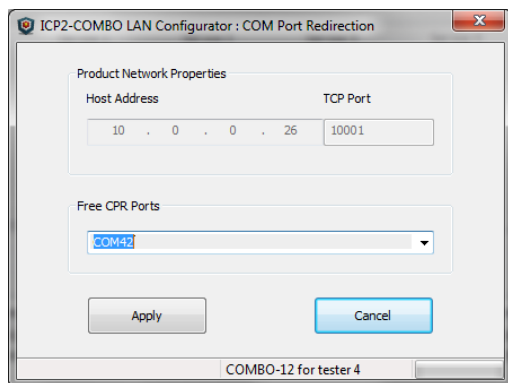 ICP2-COMBO LAN Configurator : COM Port Redirection
Product Network Properties
Host Address TCP Port
10 . 0 . 0 . 26 10001
Free CPR Ports
COM42
Apply Cancel
COMBO-12 for tester 4